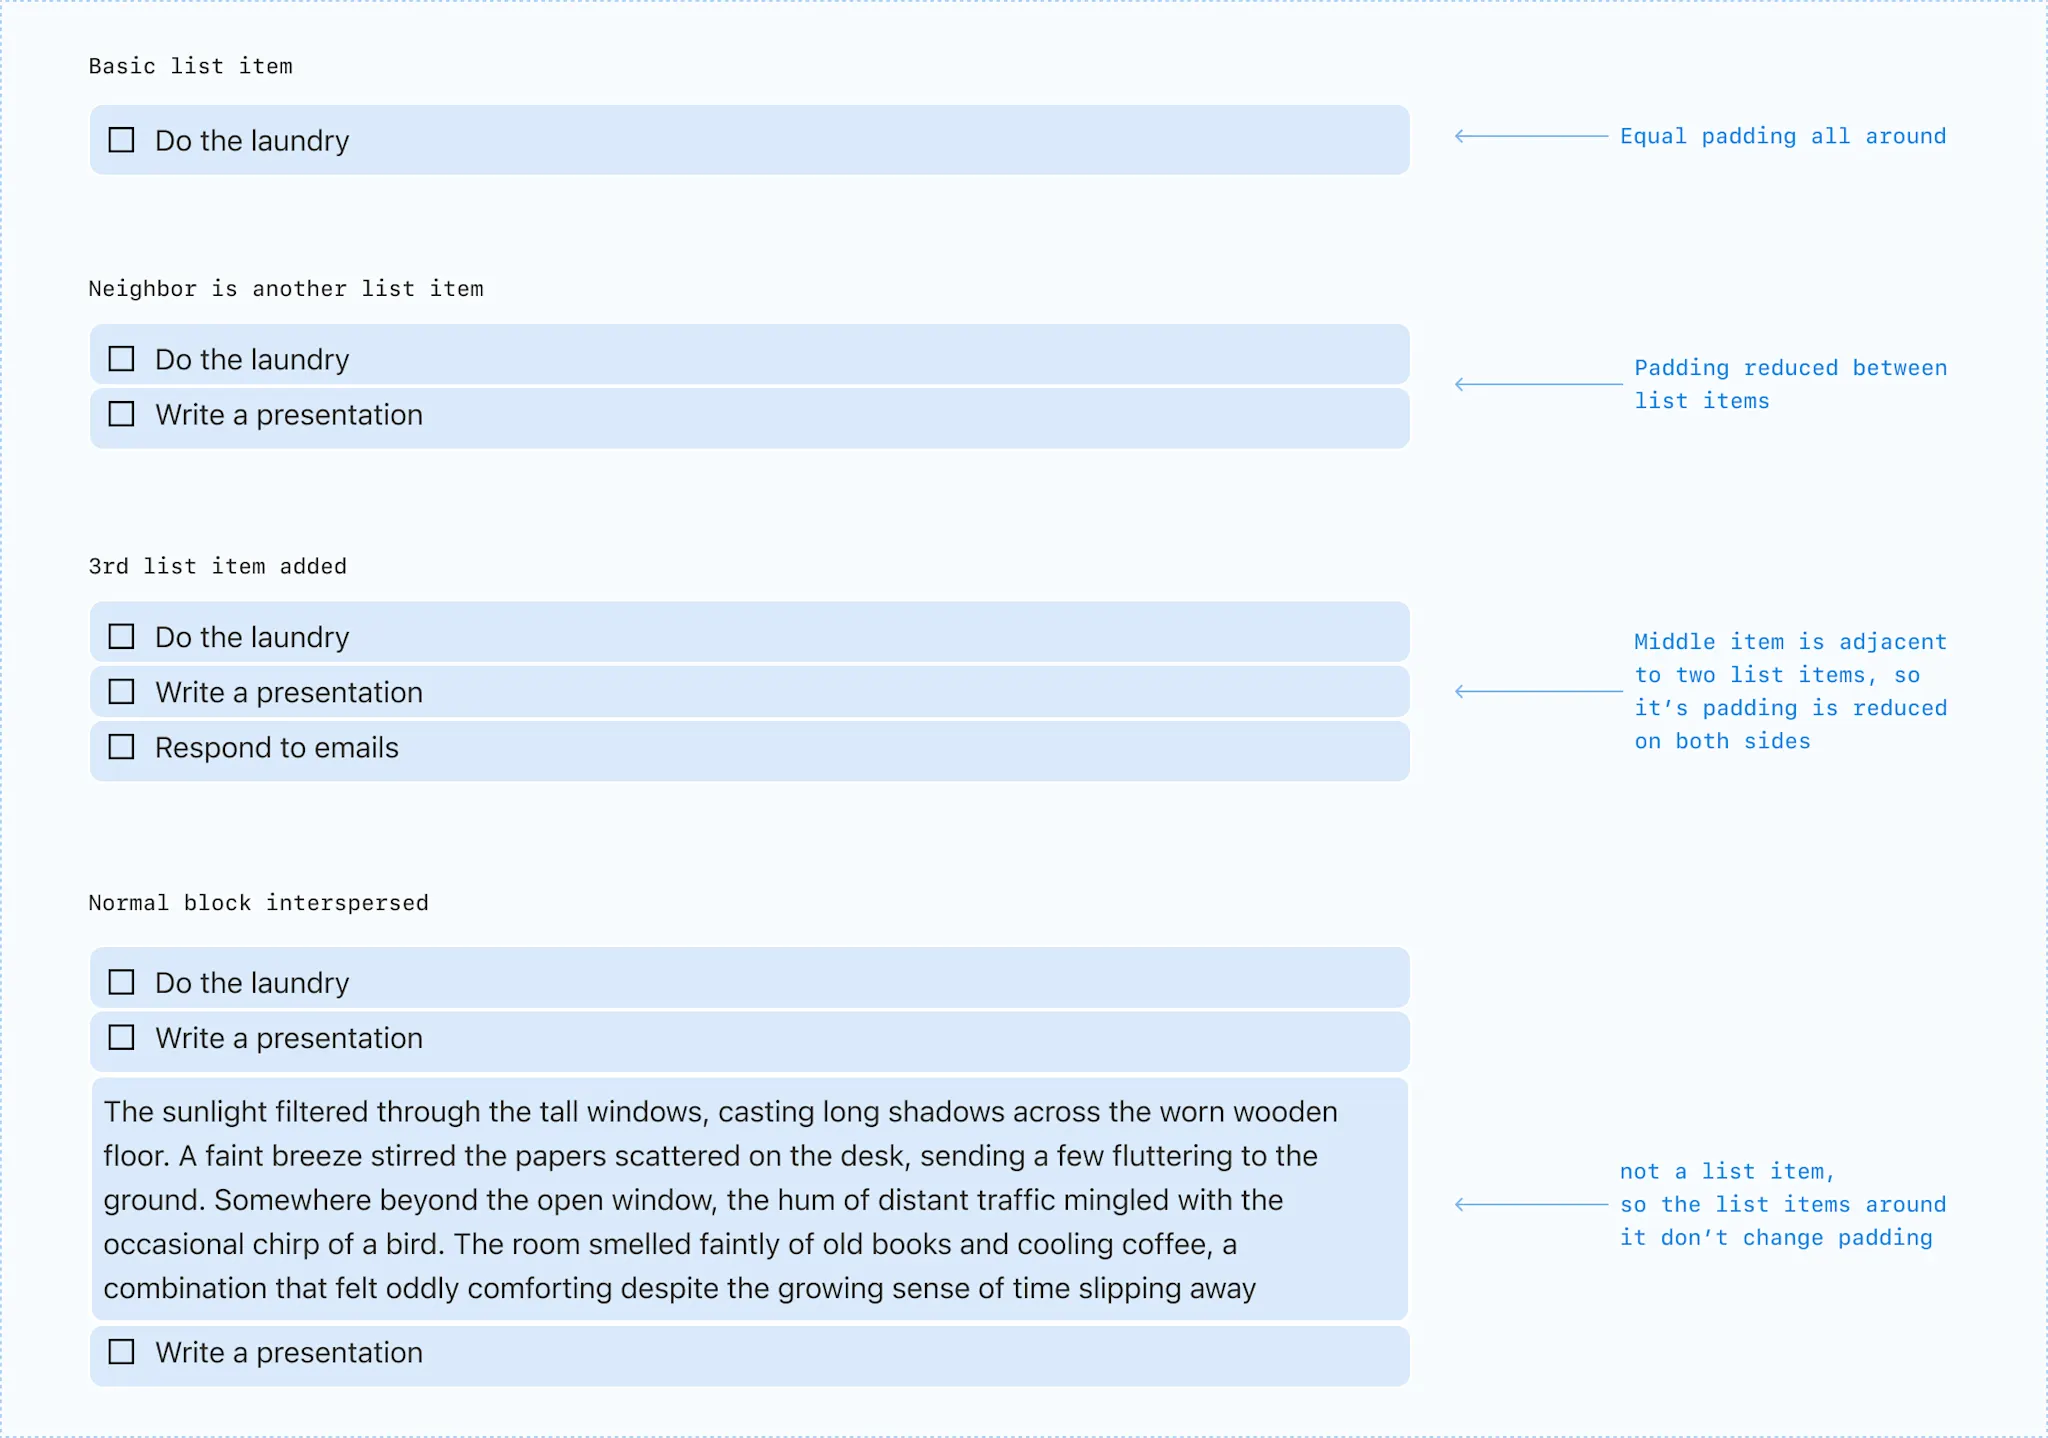 Basic list item
Do the laundry
Equal padding all around
Neighbor is another list item
Do the laundry
Write a presentation
Padding reduced between
list items
3rd list item added
Do the laundry
Write a presentation
Respond to emails
Middle item is adjacent
to two list items, so
it’s padding is reduced
on both sides
Normal block interspersed
Do the laundry
Write a presentation
The sunlight filtered through the tall windows, casting long shadows across the worn wooden
floor. A faint breeze stirred the papers scattered on the desk, sending a few fluttering to the
ground. Somewhere beyond the open window, the hum of distant traffic mingled with the
occasional chirp of a bird. The room smelled faintly of old books and cooling coffee, a
combination that felt oddly comforting despite the growing sense of time slipping away
not a list item,
so the list items around
it don’t change padding
Write a presentation